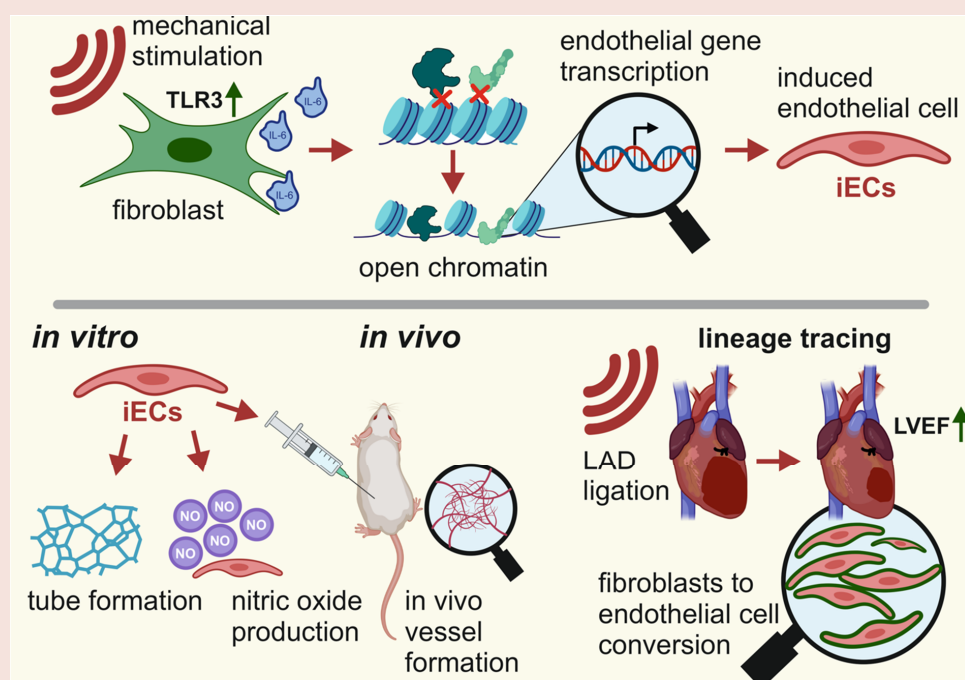 mechanical
stimulation
TLR3
IL-6
IL-6
IL-6
fibroblast
open chromatin
endothelial gene
transcription
induced
endothelial cell
iECs
in vitro
iECs
tube formation
NO
NO
NO
NO
NO
nitric oxide
production
in vivo
in vivo
vessel
formation
lineage tracing
LAD
ligation
LVEF
fibroblasts to
endothelial cell
conversion